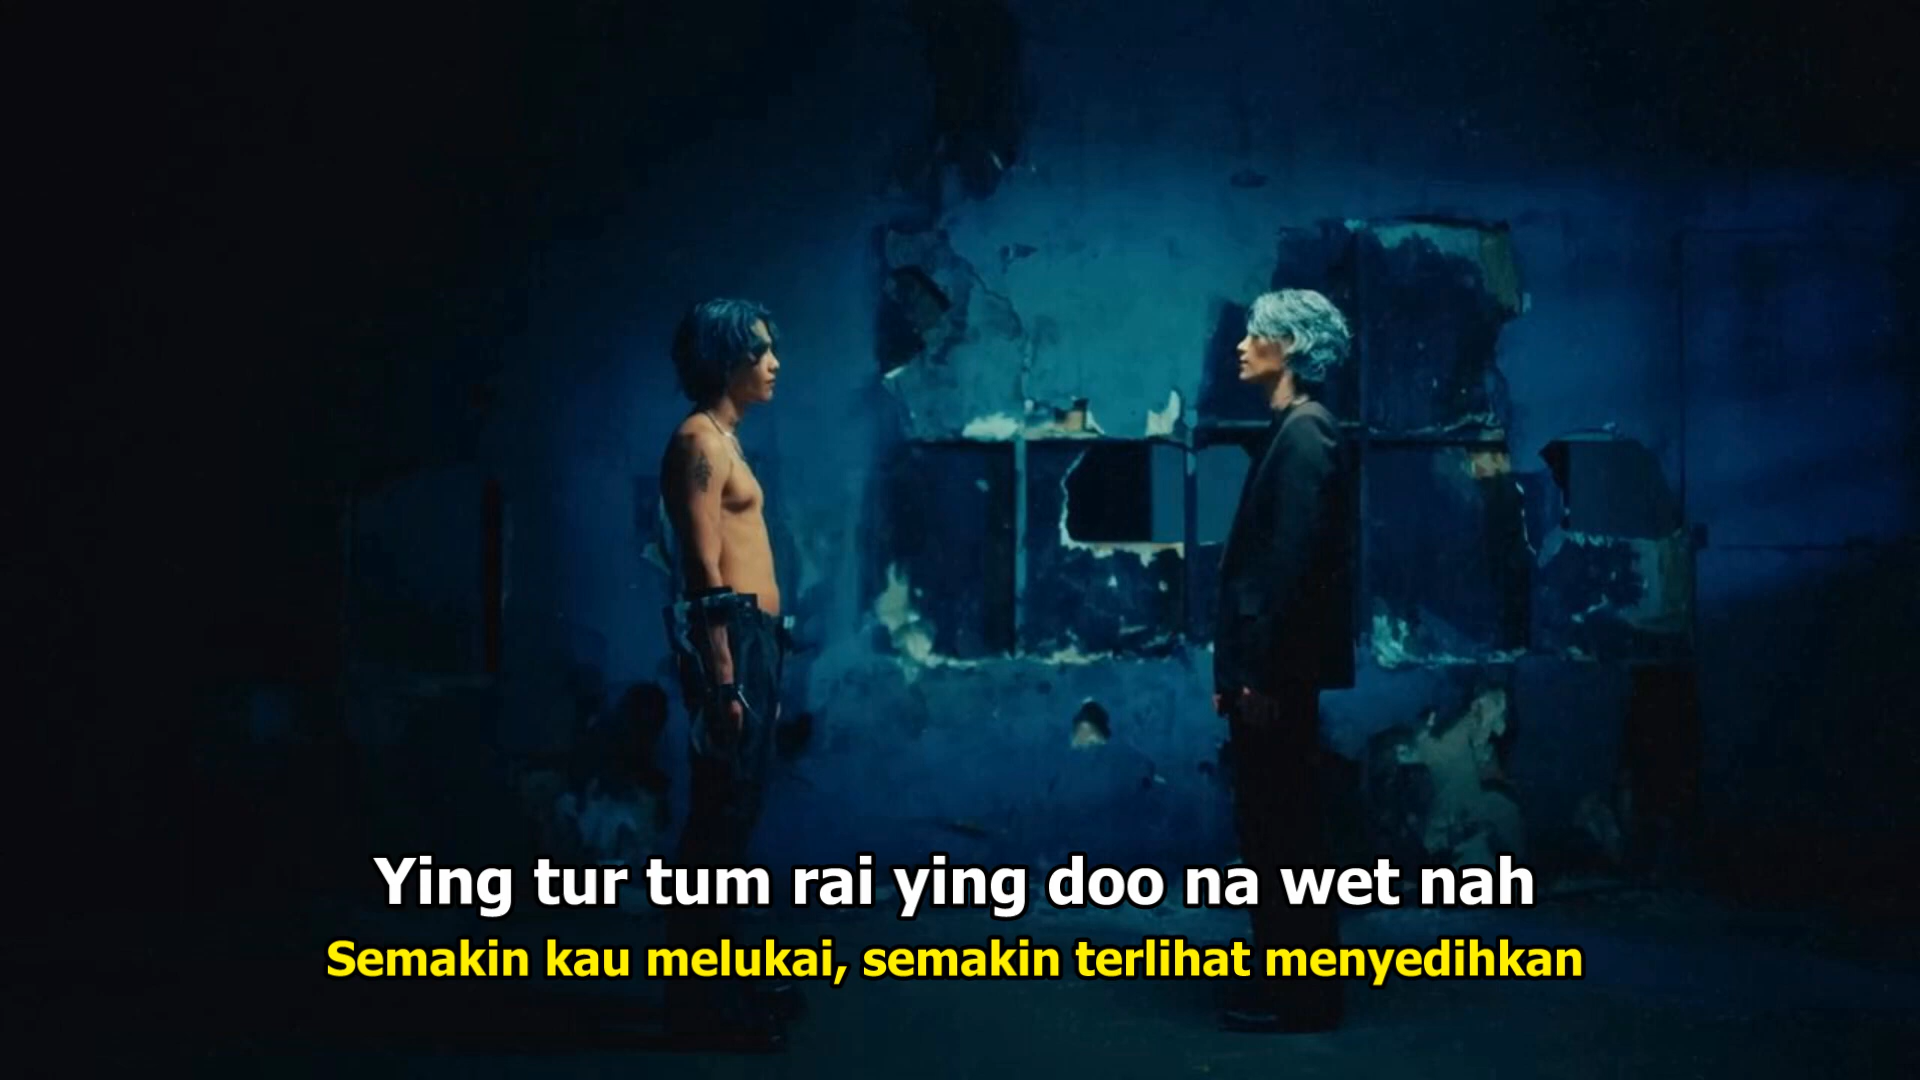 Ying tur tum rai ying doo na wet nah
Semakin kau melukai, semakin terlihat menyedihkan